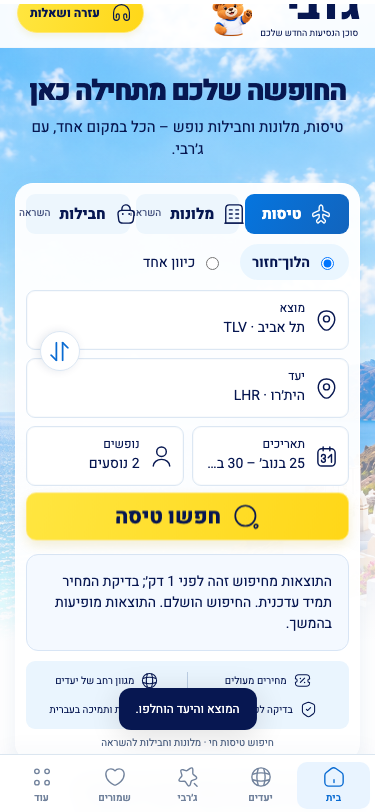 ג׳רבי
סוכן הנסיעות החדש שלכם
עזרה ושאלות
החופשה שלכם מתחילה כאן
טיסות, מלונות וחבילות נופש – הכל במקום אחד, עם
ג׳רבי.
טיסות
מלונות השראה
חבילות השראה
הלוך־חזור
כיוון אחד
מוצא
תל אביב · TLV
יעד
הית׳רו · LHR
תאריכים
25 בנוב׳ – 30 ב...
נופשים
2 נוסעים
חפשו טיסה
התוצאות מחיפוש זהה לפני 1 דק׳; בדיקת המחיר
תמיד עדכנית. החיפוש הושלם. התוצאות מופיעות
בהמשך.
מחירים מעולים
מגוון רחב של יעדים
בדיקה
ותמיכה בעברית
המוצא והיעד הוחלפו.
חיפוש טיסות חי · מלונות וחבילות להשראה
בית
יעדים
ג׳רבי
שמורים
עוד